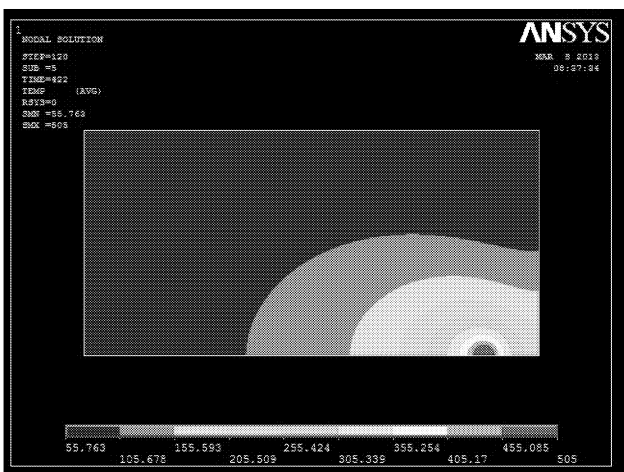 1
NODAL SOLUTION
STEP=120
SUB =5
TIME=422
TEMP (AVG)
RSYS=0
SMN =55.763
SMX =505
ANSYS
MAR 8 2013
08:37:34
55.763 155.593 255.424 355.254 455.085
105.678 205.509 305.339 405.17 505